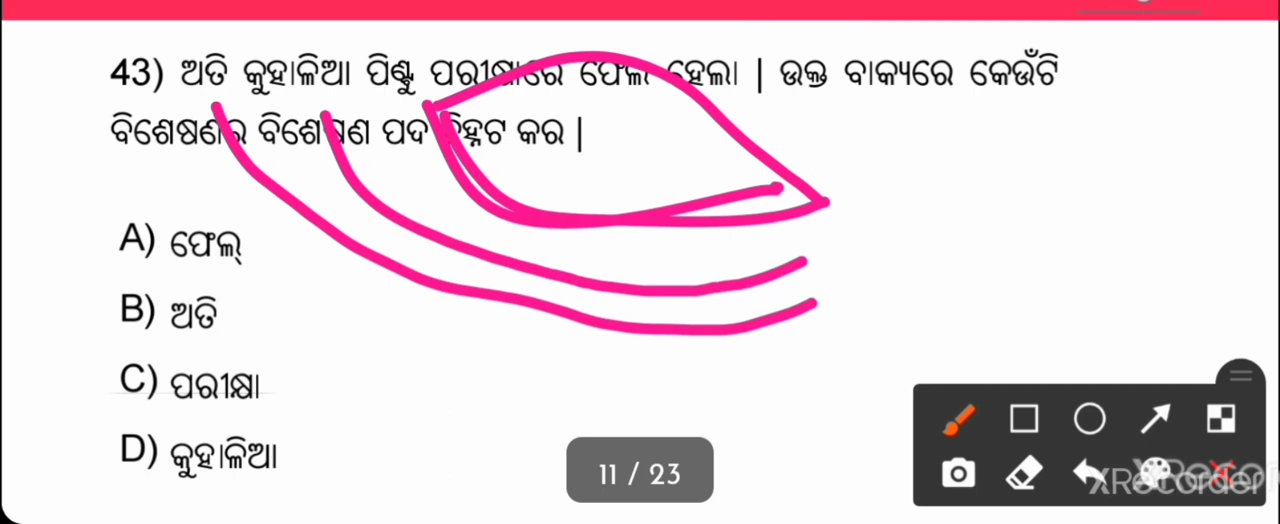 43) ଅତି କୁହାଳିଆ ପିଣ୍ଟୁ ପରୀକ୍ଷାରେ ଫେଲ ହେଲା | ଉକ୍ତ ବାକ୍ୟରେ କେଉଁଟି
ବିଶେଷଣର ବିଶେଷଣ ପଦ ଚିହ୍ନଟ କର |
A) ଫେଲ୍
B) ଅତି
C) ପରୀକ୍ଷା
D) କୁହାଳିଆ
11 / 23
XRecorder